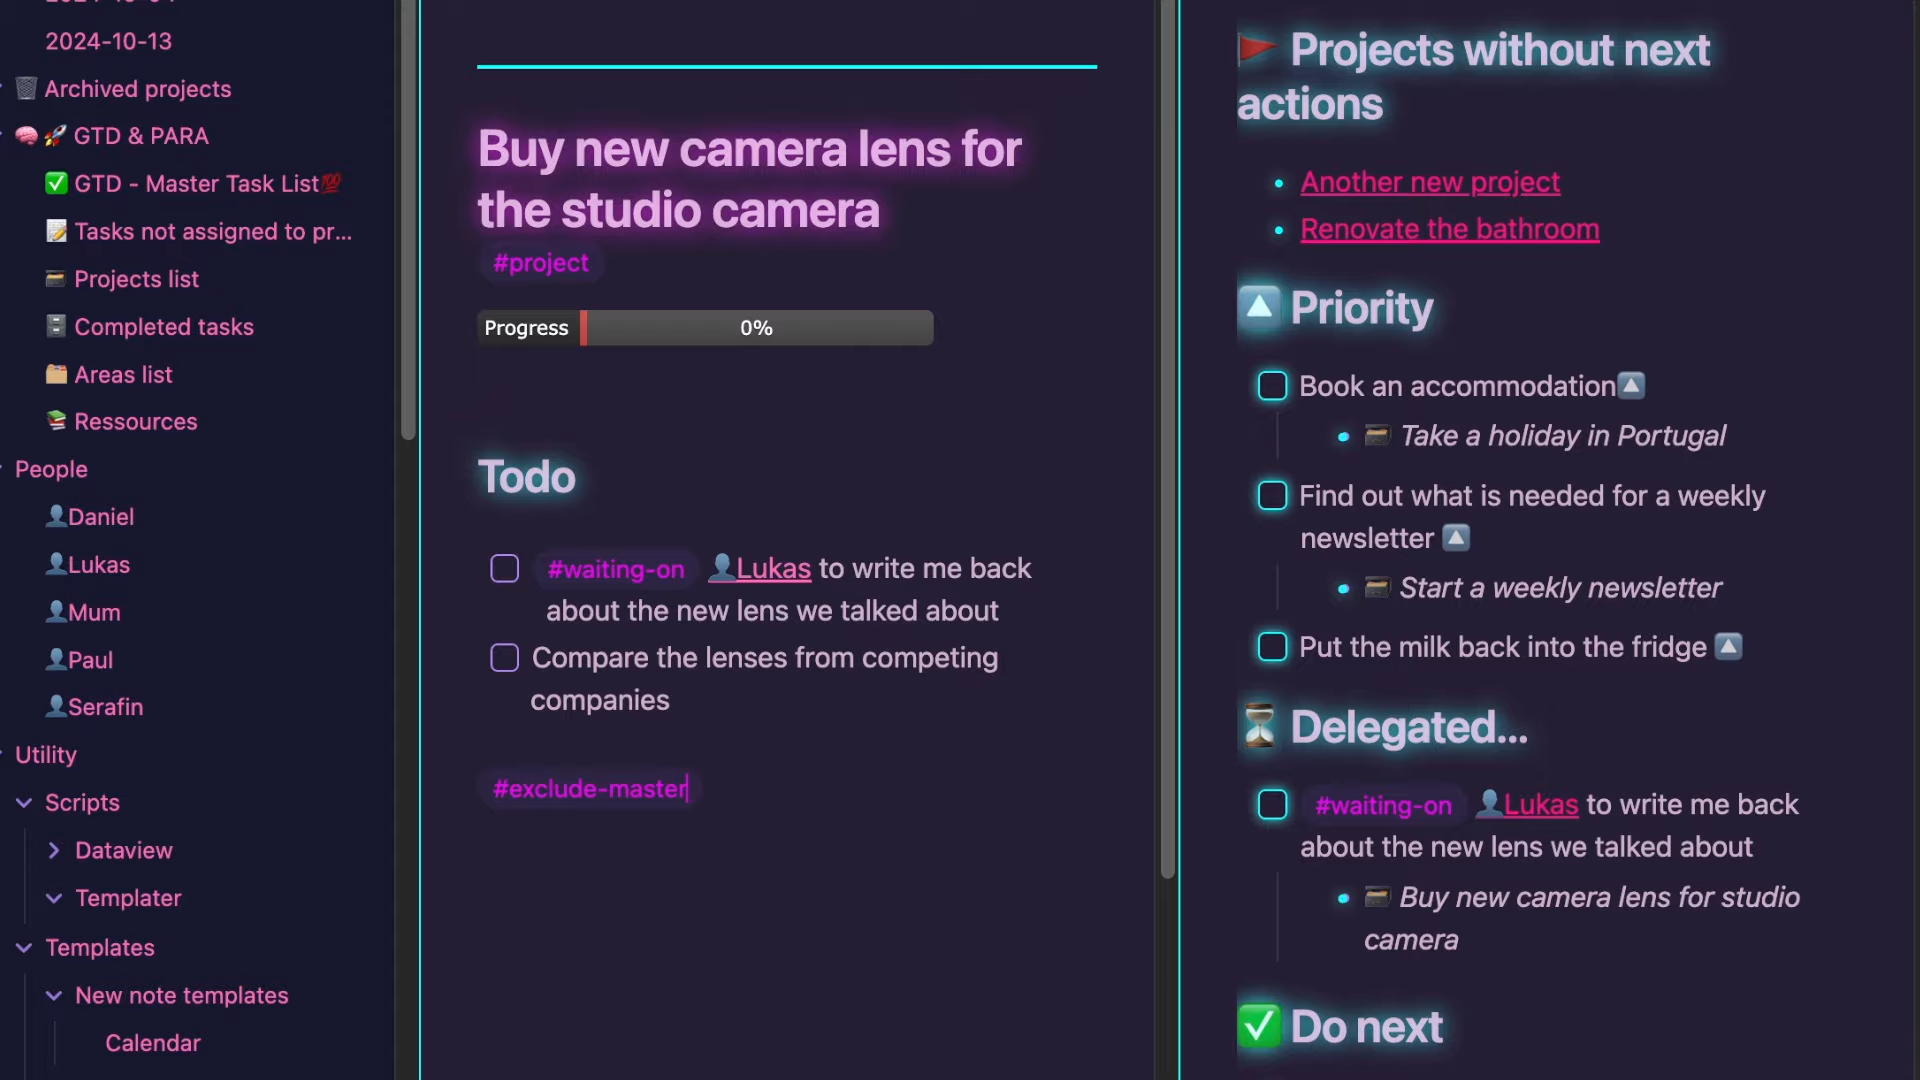 2024-10-13
Archived projects
GTD & PARA
GTD - Master Task List💯
Tasks not assigned to pr...
Projects list
Completed tasks
Areas list
Ressources
People
Daniel
Lukas
Mum
Paul
Serafin
Utility
Scripts
Dataview
Templater
Templates
New note templates
Calendar
Buy new camera lens for
the studio camera
#project
Progress 0%
Todo
#waiting-on 👤Lukas to write me back
about the new lens we talked about
Compare the lenses from competing
companies
#exclude-master
Projects without next
actions
Another new project
Renovate the bathroom
Priority
Book an accommodation
Take a holiday in Portugal
Find out what is needed for a weekly
newsletter
Start a weekly newsletter
Put the milk back into the fridge
Delegated...
#waiting-on 👤Lukas to write me back
about the new lens we talked about
Buy new camera lens for studio
camera
Do next